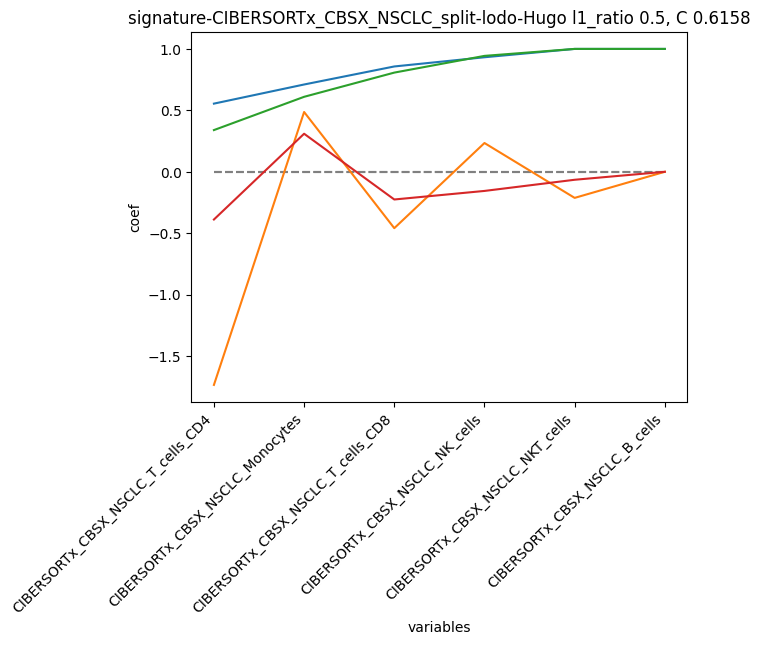 signature-CIBERSORTx_CBSX_NSCLC_split-lodo-Hugo l1_ratio 0.5, C 0.6158
1.0
0.5
0.0
−0.5
−1.0
−1.5
coef
CIBERSORTx_CBSX_NSCLC_T_cells_CD4
CIBERSORTx_CBSX_NSCLC_Monocytes
CIBERSORTx_CBSX_NSCLC_T_cells_CD8
CIBERSORTx_CBSX_NSCLC_NK_cells
CIBERSORTx_CBSX_NSCLC_NKT_cells
CIBERSORTx_CBSX_NSCLC_B_cells
variables